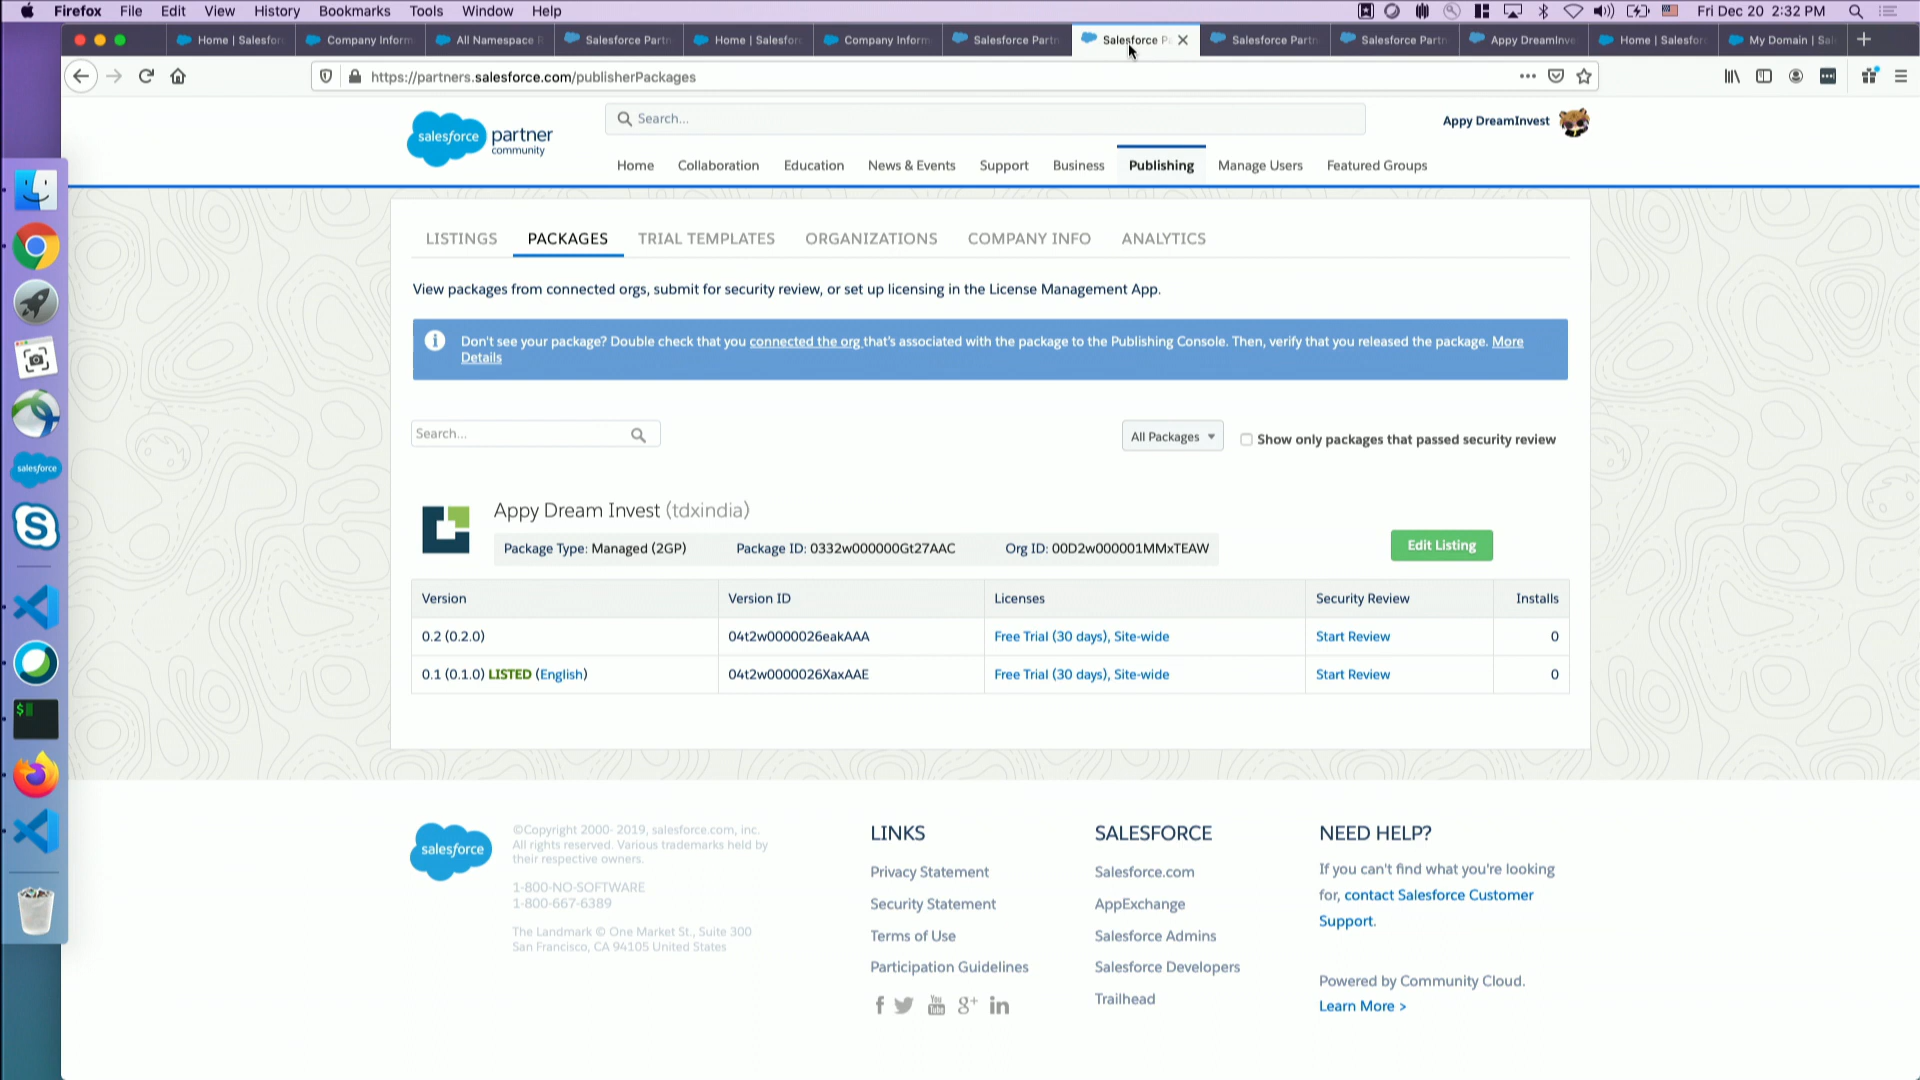 Firefox File Edit View History Bookmarks Tools Window Help
Fri Dec 20 2:32 PM
Home | Salesfor
Company Inform
All Namespace R
Salesforce Partn
Home | Salesfor
Company Inform
Salesforce Partn
Salesforce Pa
Salesforce Partn
Salesforce Partn
Appy DreamInve
Home | Salesfor
My Domain | Sal
https://partners.salesforce.com/publisherPackages
salesforce partner
community
Search...
Appy DreamInvest
Home Collaboration Education News & Events Support Business Publishing Manage Users Featured Groups
LISTINGS PACKAGES TRIAL TEMPLATES ORGANIZATIONS COMPANY INFO ANALYTICS
View packages from connected orgs, submit for security review, or set up licensing in the License Management App.
Don't see your package? Double check that you connected the org that's associated with the package to the Publishing Console. Then, verify that you released the package. More
Details
Search...
All Packages
Show only packages that passed security review
Appy Dream Invest (tdxindia)
Package Type: Managed (2GP) Package ID: 0332w000000Gt27AAC Org ID: 00D2w000001MMxTEAW
Edit Listing
Version Version ID Licenses Security Review Installs
0.2 (0.2.0) 04t2w0000026eakAAA Free Trial (30 days), Site-wide Start Review 0
0.1 (0.1.0) LISTED (English) 04t2w0000026XaxAAE Free Trial (30 days), Site-wide Start Review 0
salesforce
S
$
salesforce
©Copyright 2000- 2019, salesforce.com, inc.
All rights reserved. Various trademarks held by
their respective owners.
1-800-NO-SOFTWARE
1-800-667-6389
The Landmark © One Market St., Suite 300
San Francisco, CA 94105 United States
LINKS
Privacy Statement
Security Statement
Terms of Use
Participation Guidelines
f You Tube g+ in
SALESFORCE
Salesforce.com
AppExchange
Salesforce Admins
Salesforce Developers
Trailhead
NEED HELP?
If you can't find what you're looking
for, contact Salesforce Customer
Support.
Powered by Community Cloud.
Learn More >